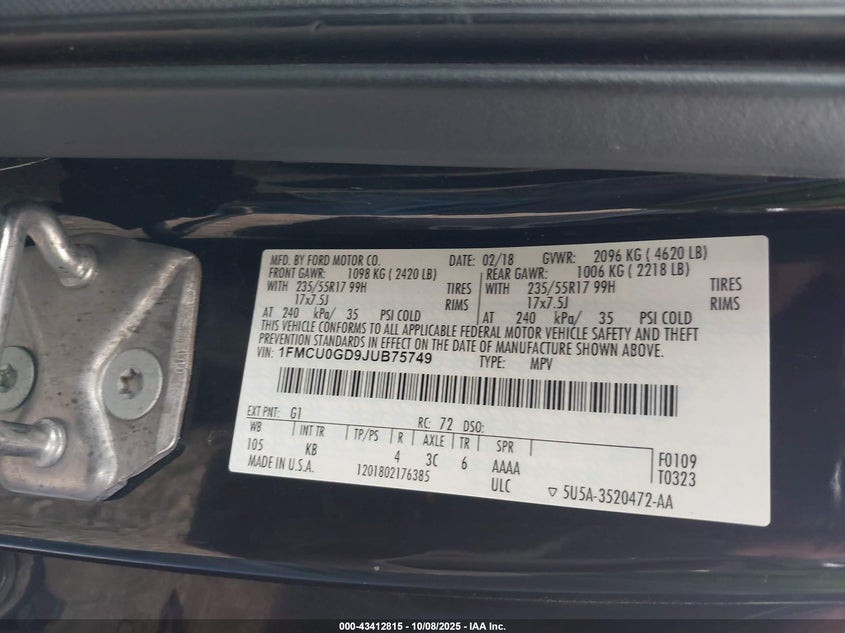 MFD. BY FORD MOTOR CO. DATE: 02/18 GVWR: 2096 KG ( 4620 LB)
FRONT GAWR: 1098 KG ( 2420 LB) REAR GAWR: 1006 KG ( 2218 LB)
WITH 235/55R17 99H TIRES WITH 235/55R17 99H TIRES
17x7.5J RIMS 17x7.5J RIMS
AT 240 kPa/ 35 PSI COLD AT 240 kPa/ 35 PSI COLD
THIS VEHICLE CONFORMS TO ALL APPLICABLE FEDERAL MOTOR VEHICLE SAFETY AND THEFT
PREVENTION STANDARDS IN EFFECT ON THE DATE OF MANUFACTURE SHOWN ABOVE.
VIN: 1FMCU0GD9JUB75749 TYPE: MPV
EXT PNT: G1 RC: 72 DSO:
WB INT TR TP/PS R AXLE TR SPR
105 KB 4 3C 6 AAAA F0109
MADE IN U.S.A. 1201802176385 ULC T0323
▽ 5U5A-3520472-AA
000-43412815 - 10/08/2025 - IAA Inc.